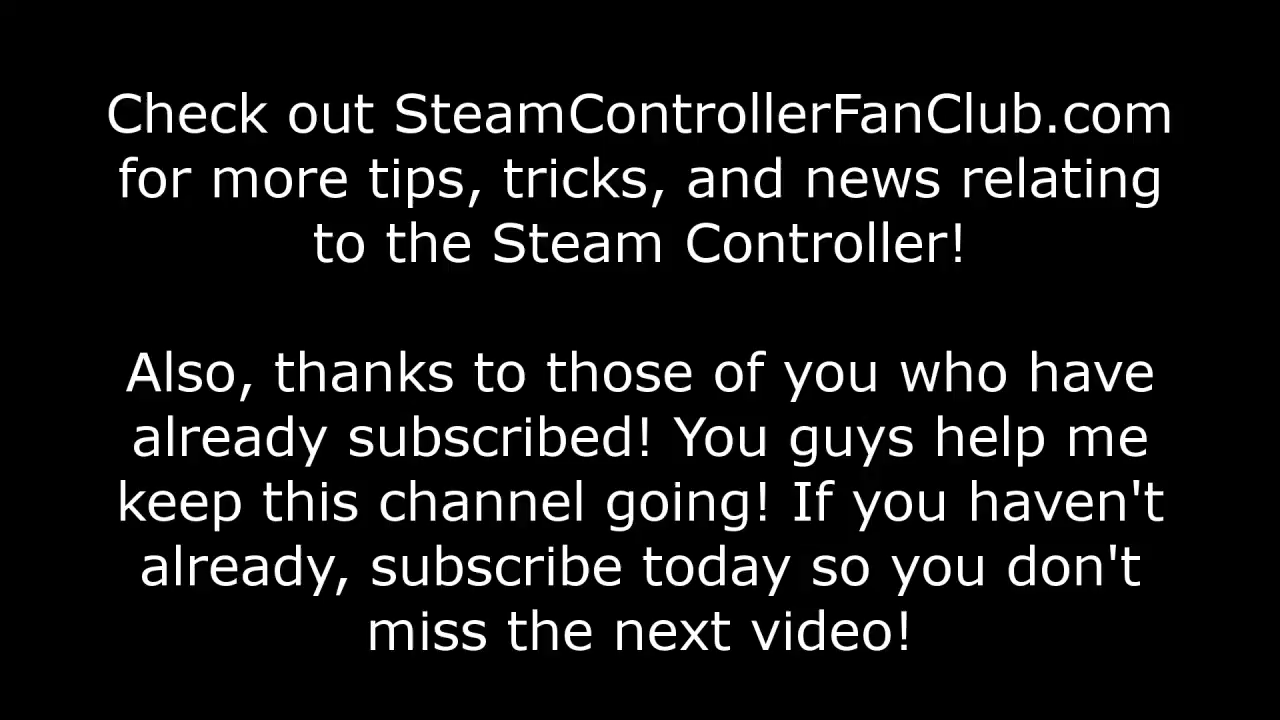 Check out SteamControllerFanClub.com
for more tips, tricks, and news relating
to the Steam Controller!
Also, thanks to those of you who have
already subscribed! You guys help me
keep this channel going! If you haven't
already, subscribe today so you don't
miss the next video!